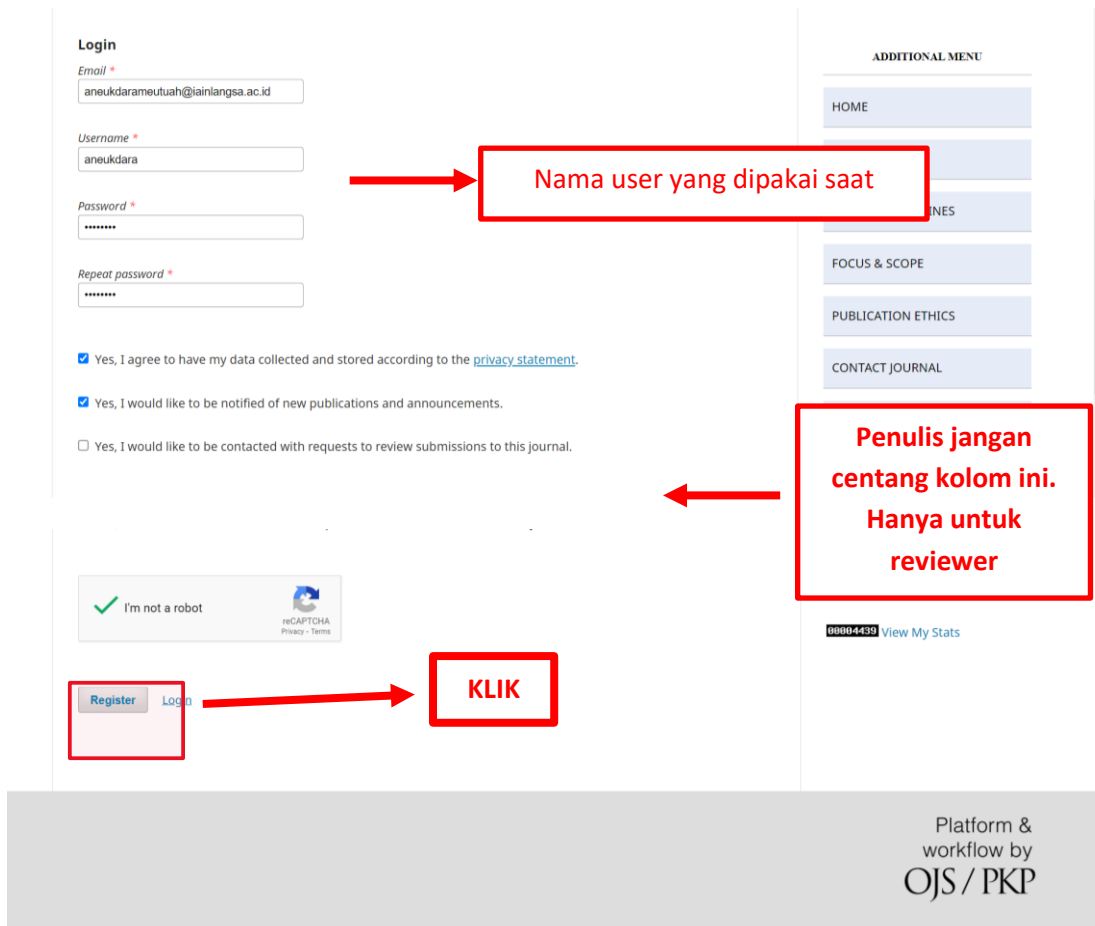 Login
Email *
aneukdarameutuah@iainlangsa.ac.id
Username *
aneukdara
Nama user yang dipakai saat
Password *
••••••••
Repeat password *
••••••••
Yes, I agree to have my data collected and stored according to the privacy statement.
Yes, I would like to be notified of new publications and announcements.
Yes, I would like to be contacted with requests to review submissions to this journal.
Penulis jangan
centang kolom ini.
Hanya untuk
reviewer
I'm not a robot
reCAPTCHA
Privacy - Terms
Register Login
KLIK
ADDITIONAL MENU
HOME
INES
FOCUS & SCOPE
PUBLICATION ETHICS
CONTACT JOURNAL
00004439 View My Stats
Platform &
workflow by
OJS / PKP